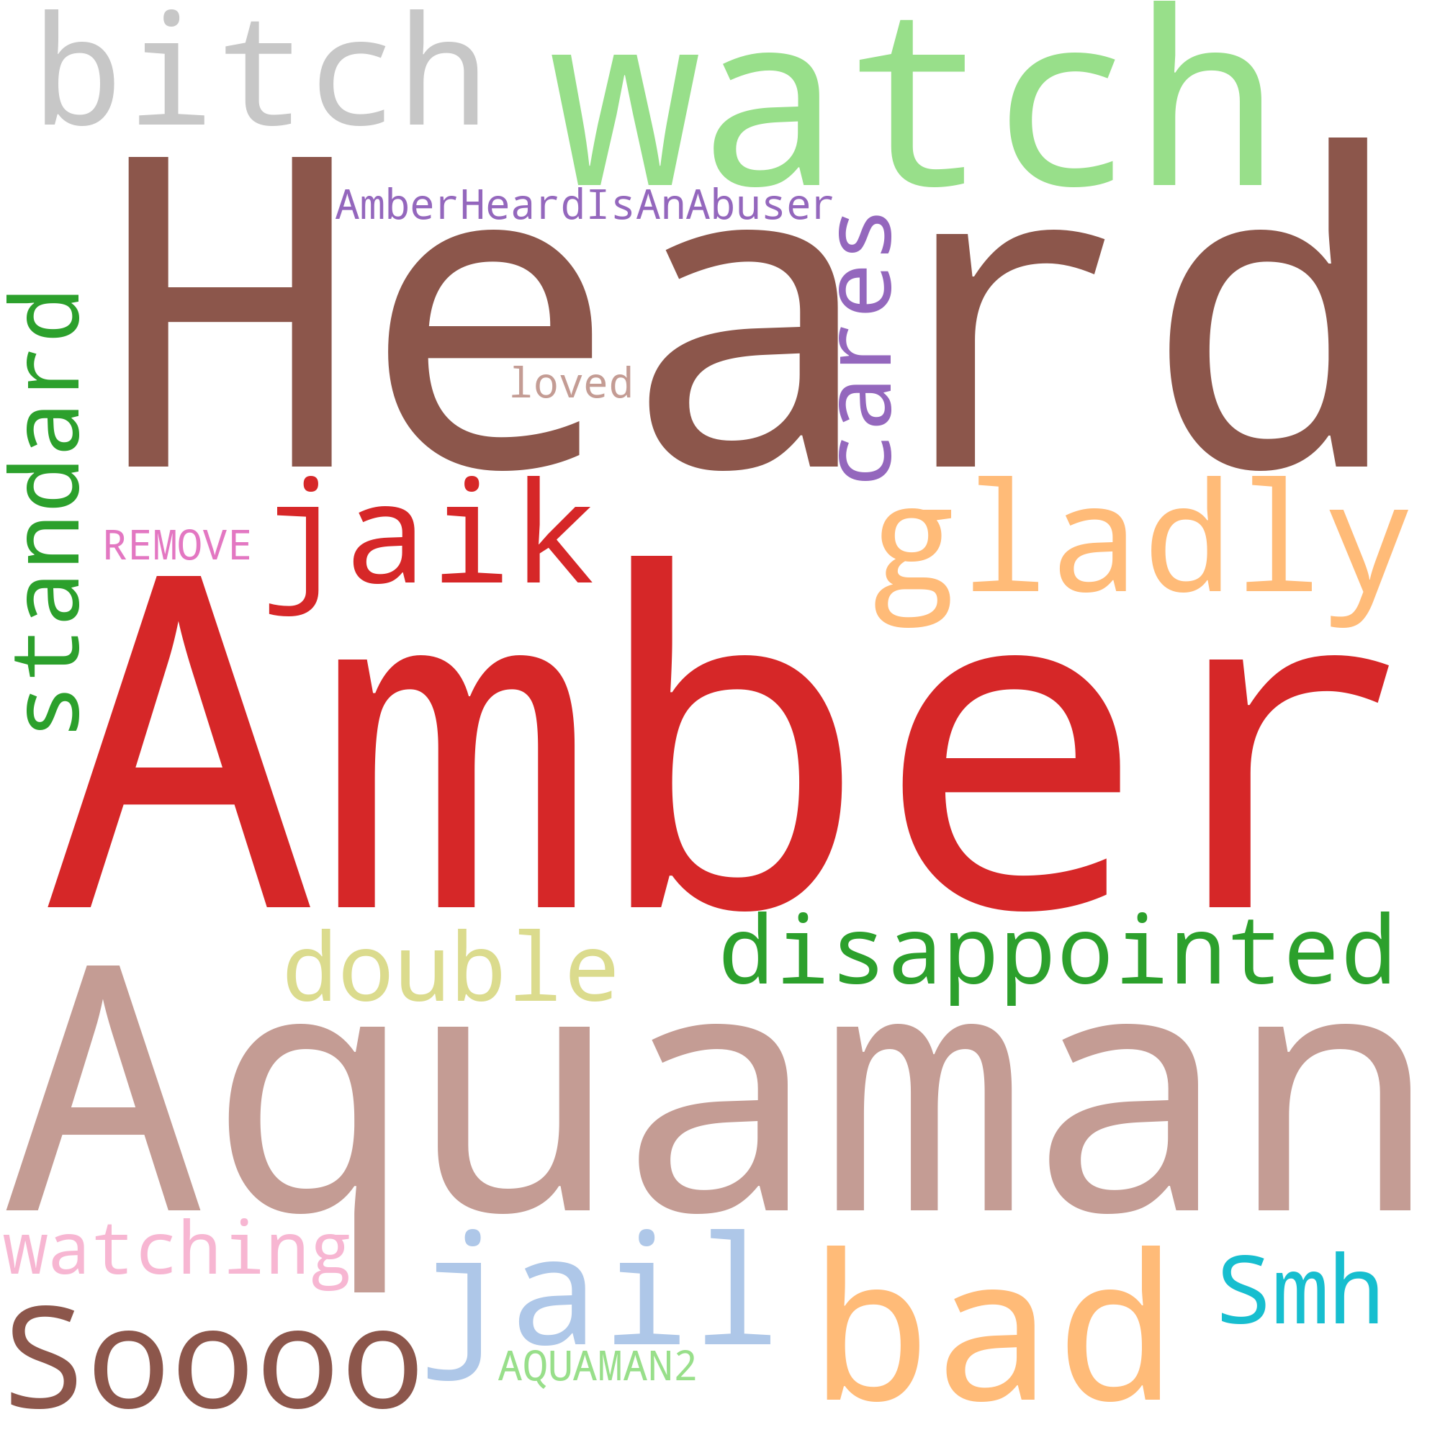 bitch
watch
AmberHeardIsAnAbuser
Heard
cares
loved
standard
jaik
gladly
REMOVE
Amber
double
disappointed
Aquaman
watching
jail
bad
Smh
Soooo
AQUAMAN2